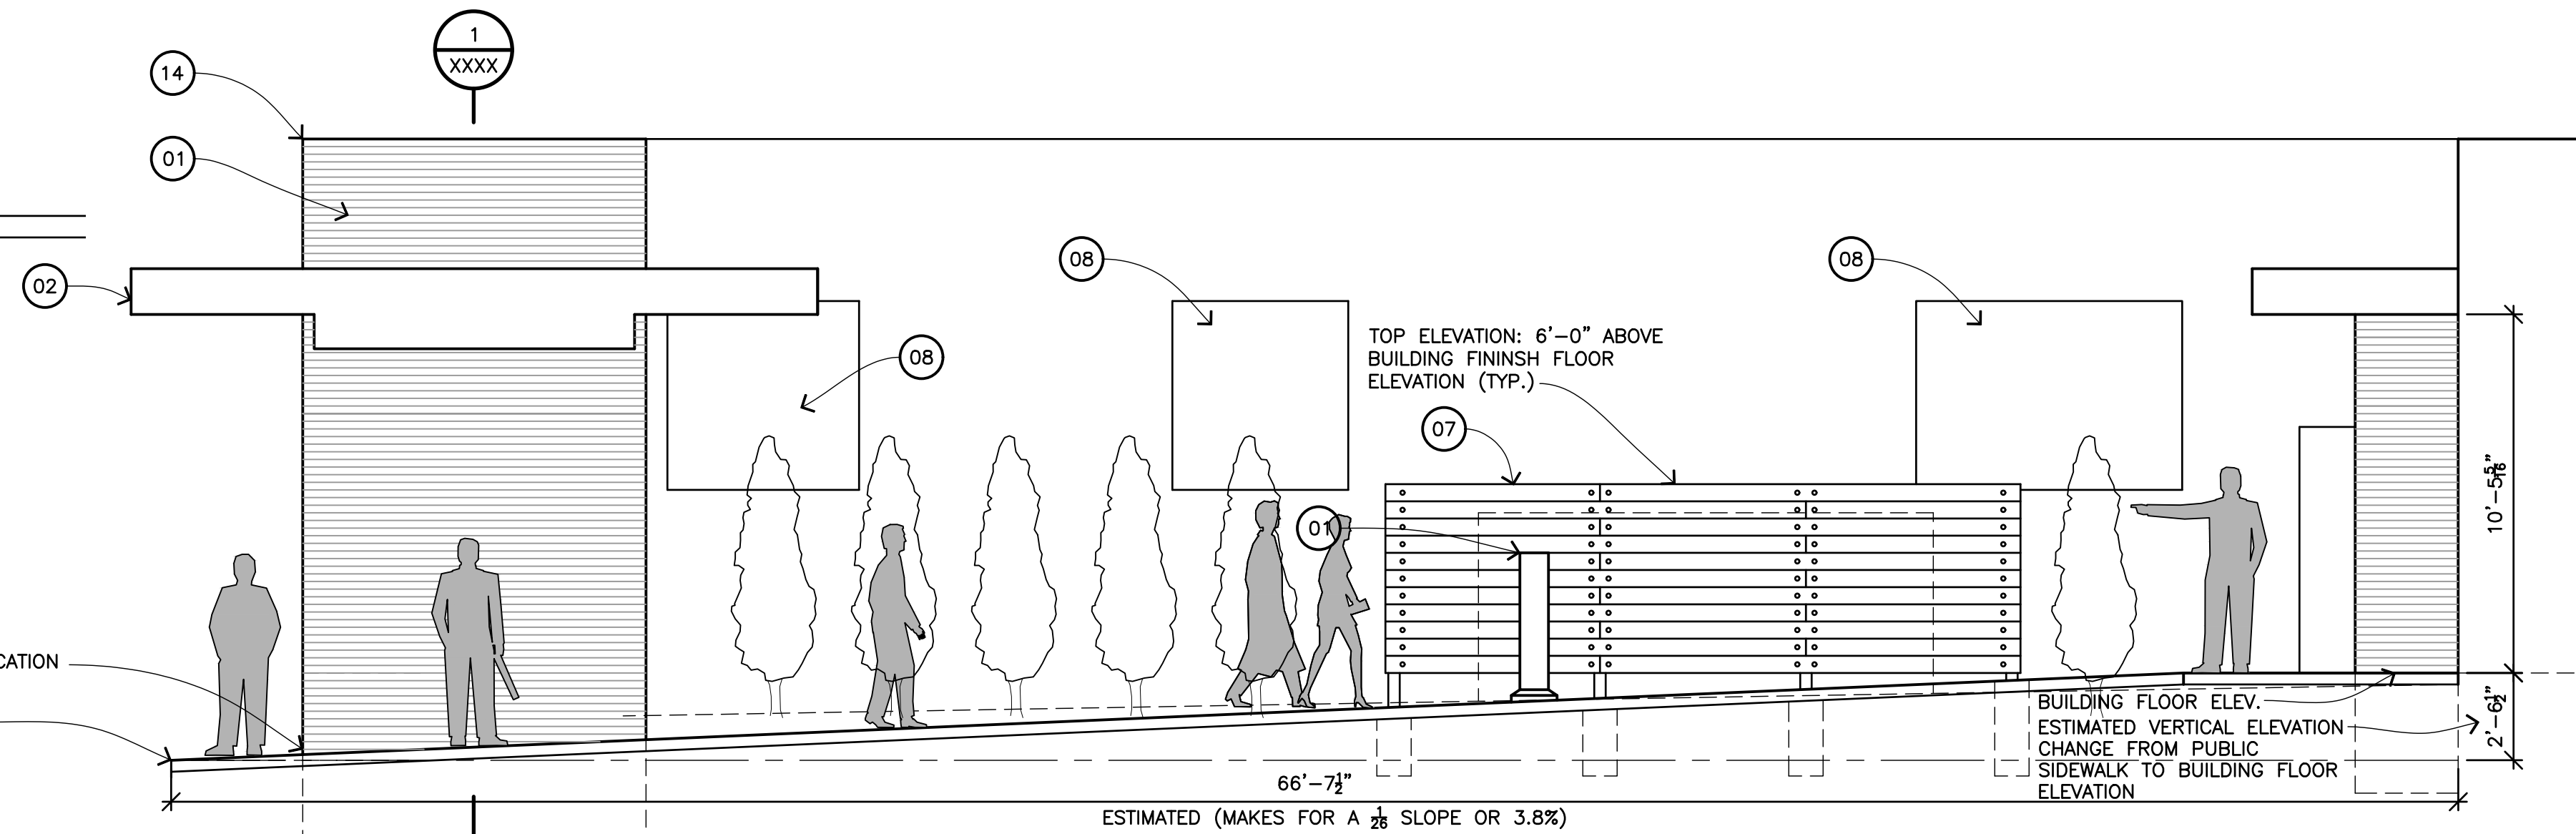 1
XXXX
14
01
02
08
08
08
TOP ELEVATION: 6'-0" ABOVE
BUILDING FININSH FLOOR
ELEVATION (TYP.)
07
01
10'-5 5/16"
CATION
BUILDING FLOOR ELEV.
ESTIMATED VERTICAL ELEVATION
CHANGE FROM PUBLIC
SIDEWALK TO BUILDING FLOOR
ELEVATION
2'-6 1/2"
66'-7 1/2"
ESTIMATED (MAKES FOR A 1/26 SLOPE OR 3.8%)